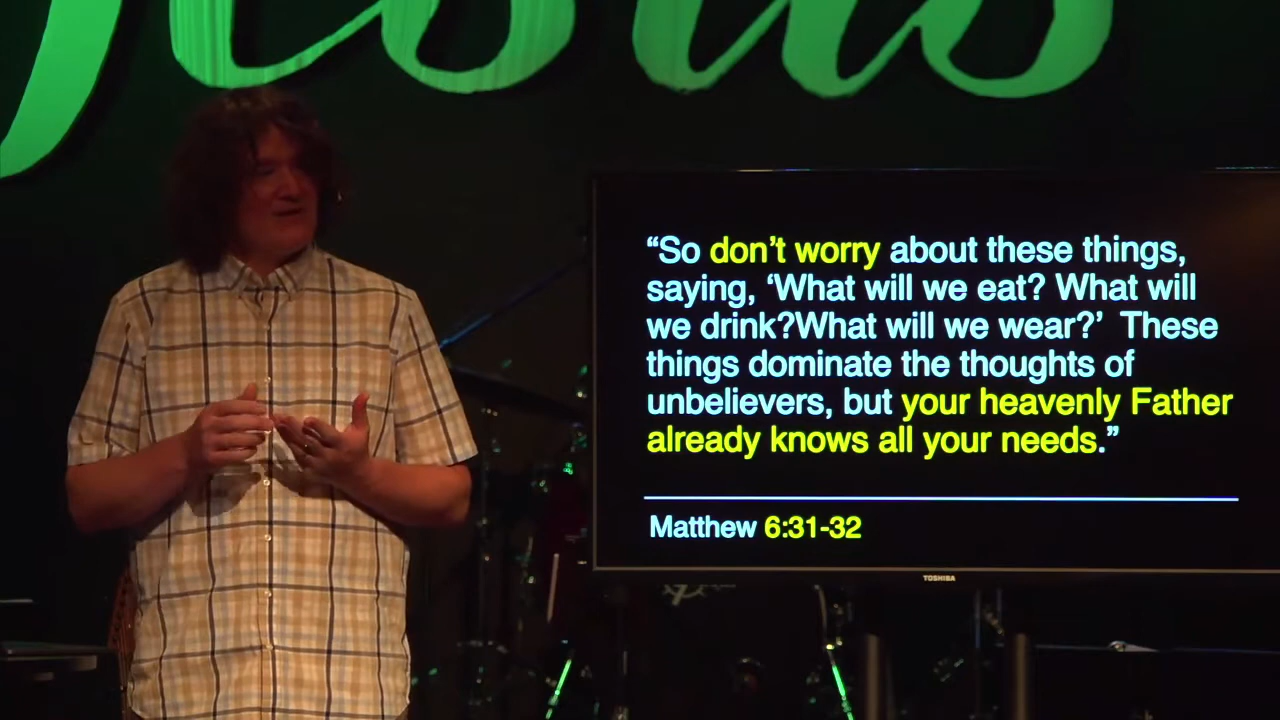 Jesus
“So don’t worry about these things,
saying, ‘What will we eat? What will
we drink?What will we wear?’ These
things dominate the thoughts of
unbelievers, but your heavenly Father
already knows all your needs.”
Matthew 6:31-32
TOSHIBA